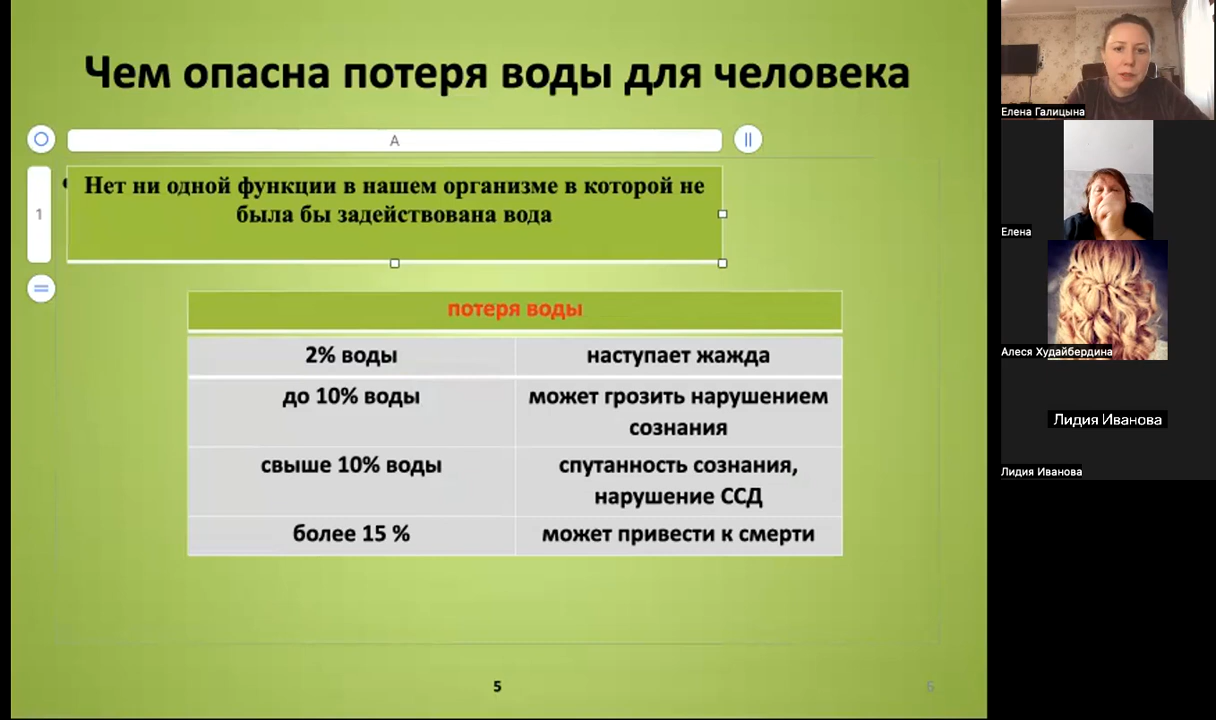 Чем опасна потеря воды для человека
A
1
Нет ни одной функции в нашем организме в которой не
была бы задействована вода
потеря воды
2% воды
наступает жажда
до 10% воды
может грозить нарушением
сознания
свыше 10% воды
спутанность сознания,
нарушение ССД
более 15 %
может привести к смерти
5
6
Елена Галицына
Елена
Алеся Худайбердина
Лидия Иванова
Лидия Иванова